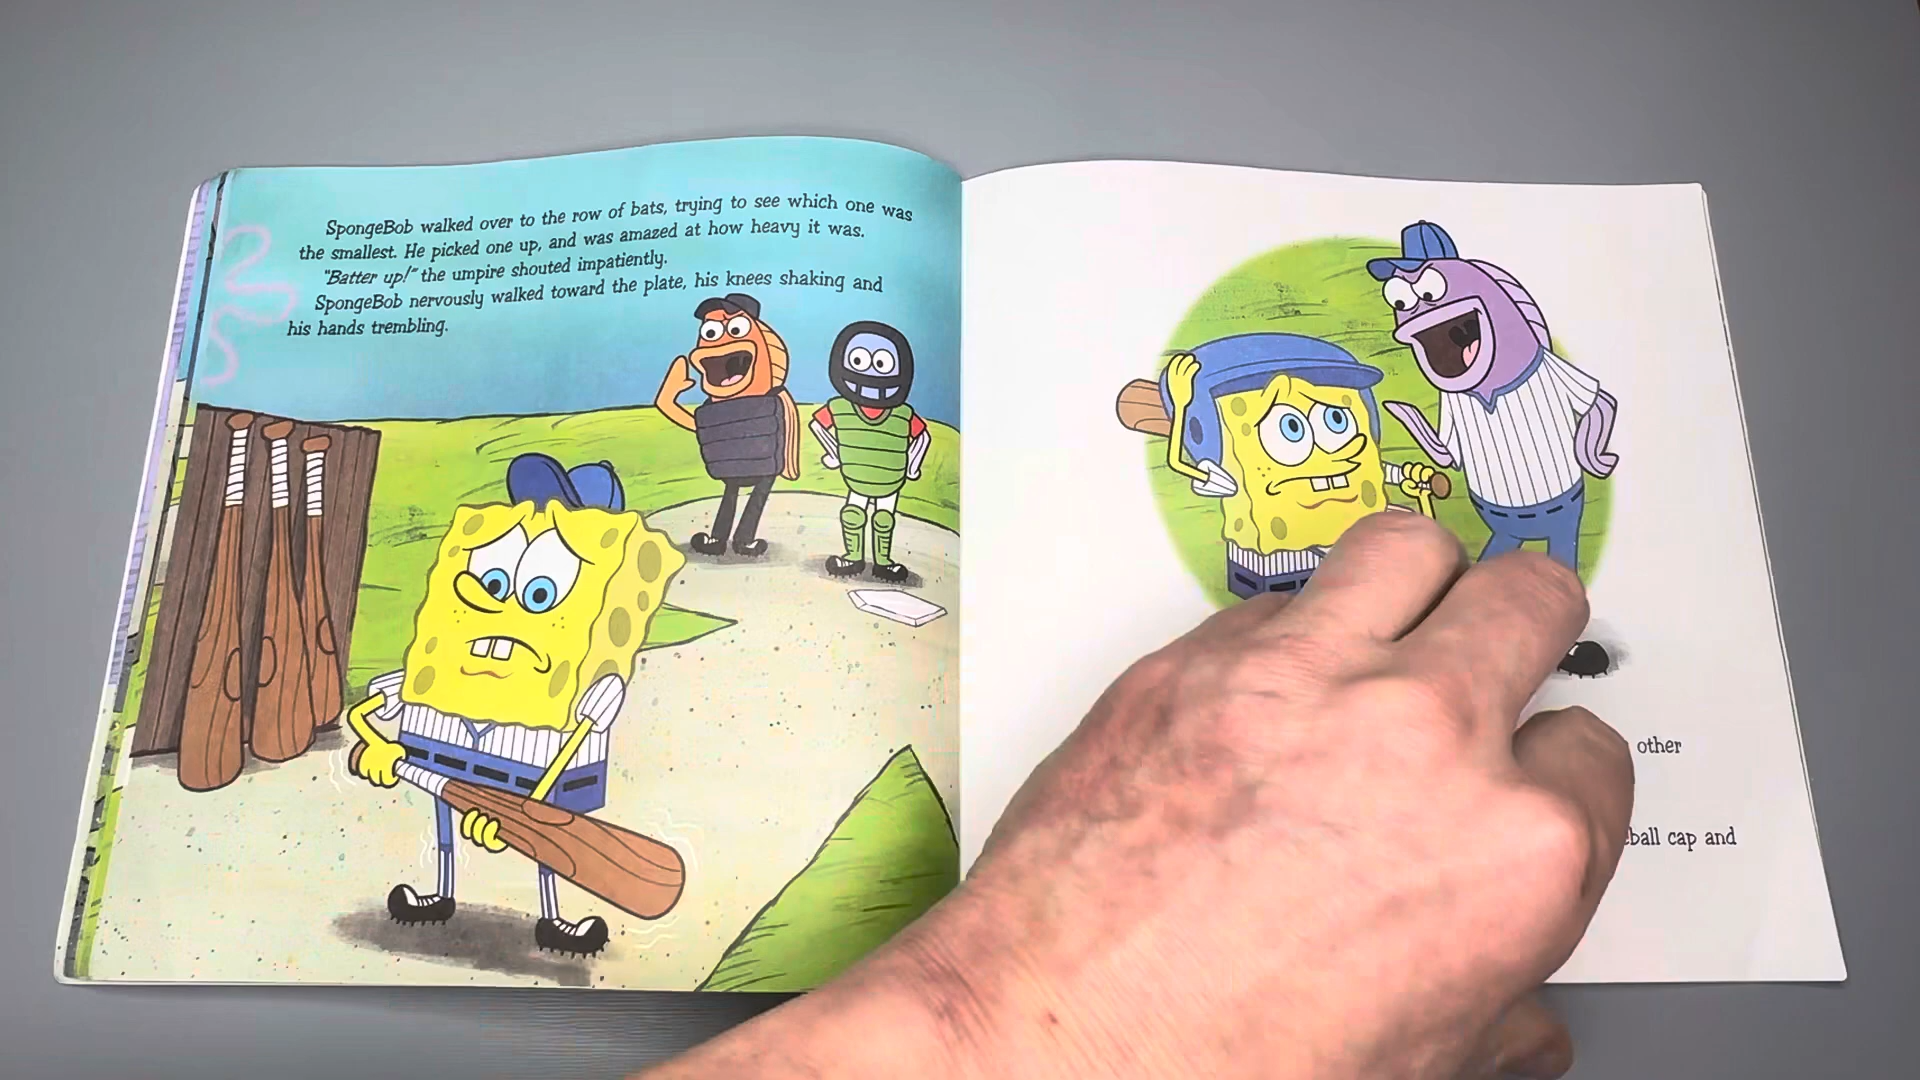 SpongeBob walked over to the row of bats, trying to see which one was
the smallest. He picked one up, and was amazed at how heavy it was.
"Batter up!" the umpire shouted impatiently.
SpongeBob nervously walked toward the plate, his knees shaking and
his hands trembling.
other
cap and